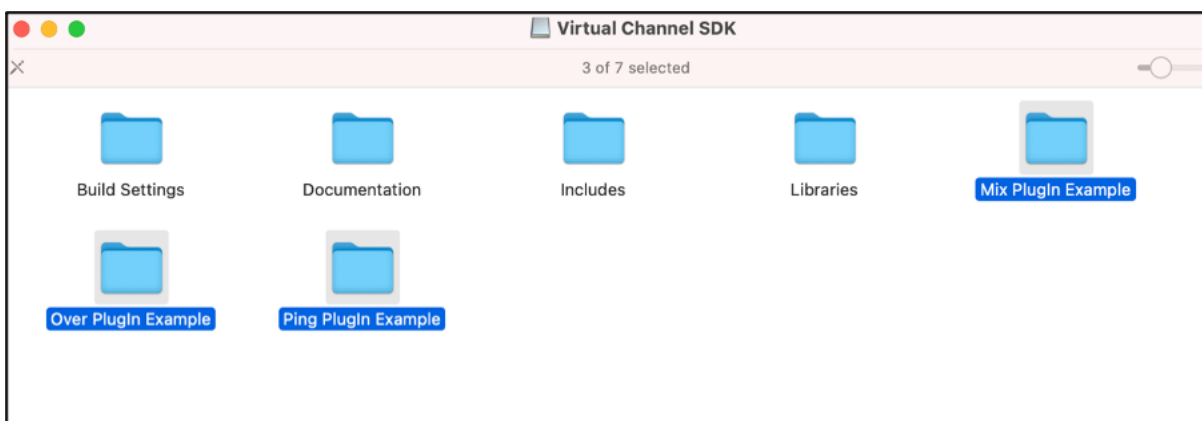 Virtual Channel SDK
3 of 7 selected
Build Settings
Documentation
Includes
Libraries
Mix PlugIn Example
Over PlugIn Example
Ping PlugIn Example